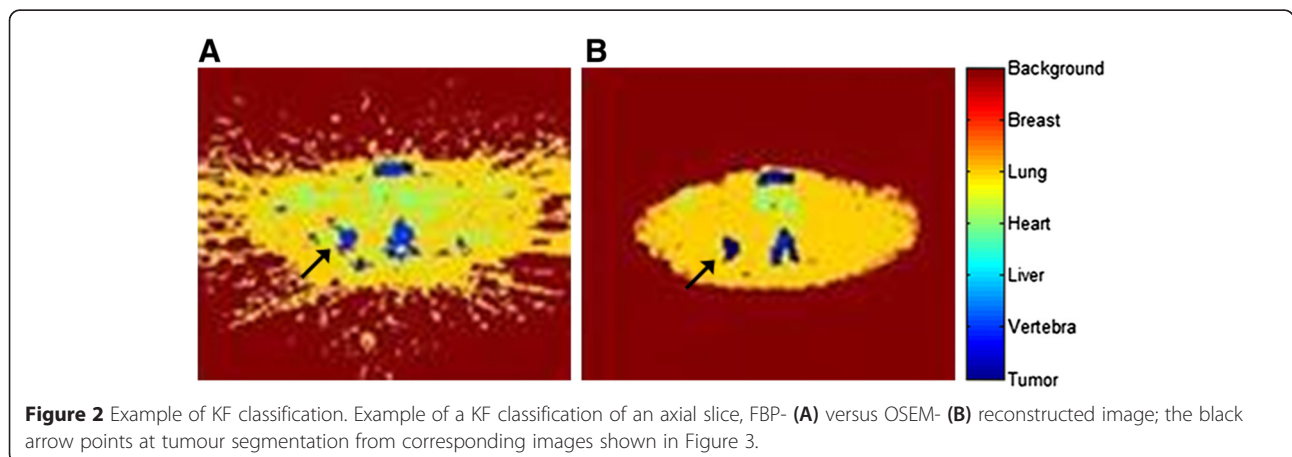 A
B
Background
Breast
Lung
Heart
Liver
Vertebra
Tumor
Figure 2 Example of KF classification. Example of a KF classification of an axial slice, FBP- (A) versus OSEM- (B) reconstructed image; the black
arrow points at tumour segmentation from corresponding images shown in Figure 3.